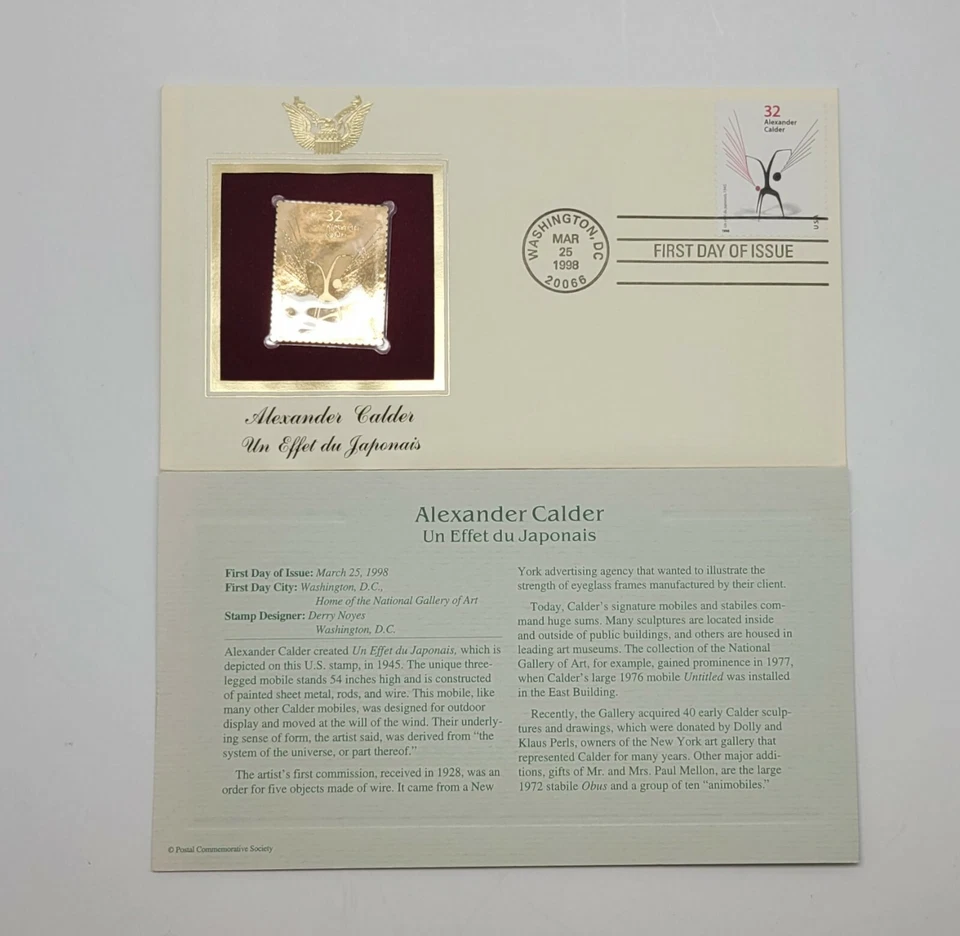 32
Alexander
Calder
USA
WASHINGTON, DC
MAR
25
1998
20066
FIRST DAY OF ISSUE
32
Alexander Calder
Un Effet du Japonais
Alexander Calder
Un Effet du Japonais
First Day of Issue: March 25, 1998
First Day City: Washington, D.C.,
Home of the National Gallery of Art
Stamp Designer: Derry Noyes
Washington, D.C.
Alexander Calder created Un Effet du Japonais, which is
depicted on this U.S. stamp, in 1945. The unique three-
legged mobile stands 54 inches high and is constructed
of painted sheet metal, rods, and wire. This mobile, like
many other Calder mobiles, was designed for outdoor
display and moved at the will of the wind. Their underly-
ing sense of form, the artist said, was derived from “the
system of the universe, or part thereof.”
The artist’s first commission, received in 1928, was an
order for five objects made of wire. It came from a New
York advertising agency that wanted to illustrate the
strength of eyeglass frames manufactured by their client.
Today, Calder’s signature mobiles and stabiles com-
mand huge sums. Many sculptures are located inside
and outside of public buildings, and others are housed in
leading art museums. The collection of the National
Gallery of Art, for example, gained prominence in 1977,
when Calder’s large 1976 mobile Untitled was installed
in the East Building.
Recently, the Gallery acquired 40 early Calder sculp-
tures and drawings, which were donated by Dolly and
Klaus Perls, owners of the New York art gallery that
represented Calder for many years. Other major addi-
tions, gifts of Mr. and Mrs. Paul Mellon, are the large
1972 stabile Obus and a group of ten “animobiles.”
© Postal Commemorative Society